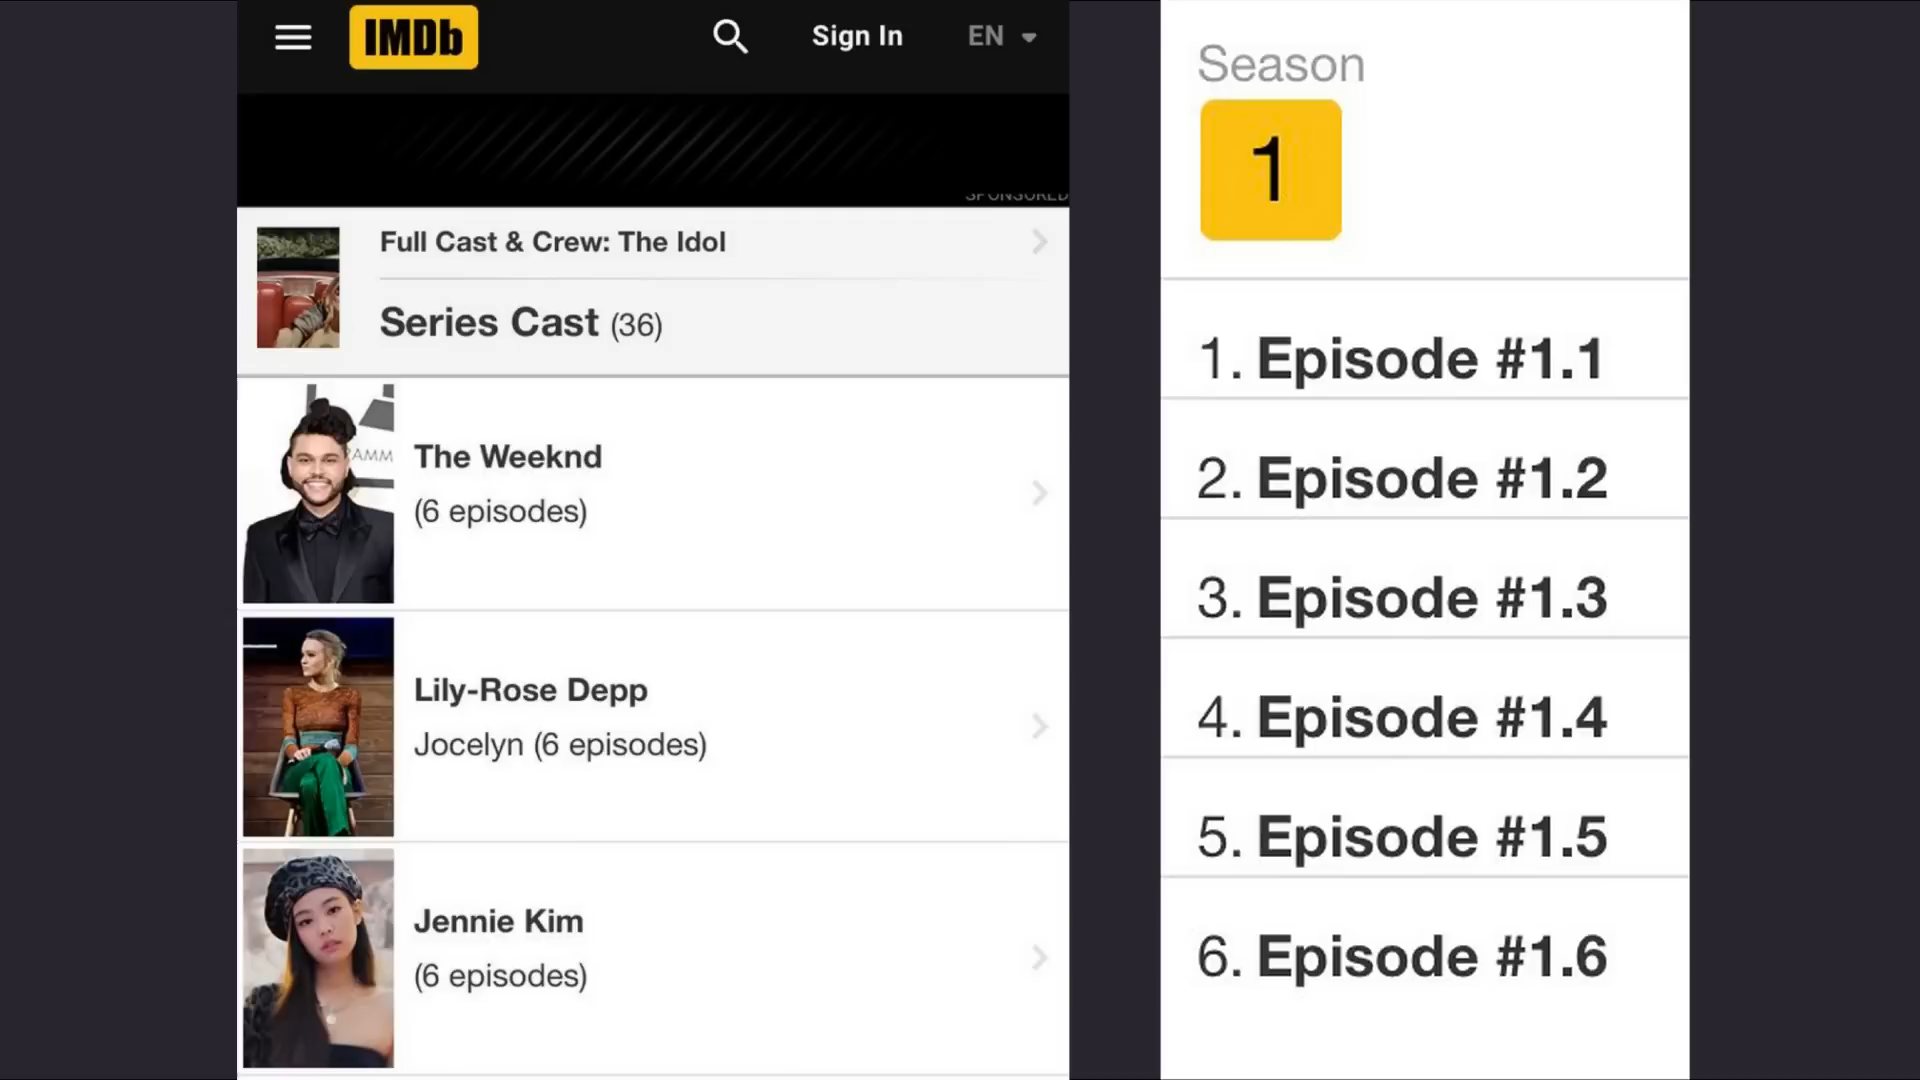 IMDb
Sign In
EN
SPONSORED
Full Cast & Crew: The Idol
Series Cast (36)
RAMM
The Weeknd
(6 episodes)
Lily-Rose Depp
Jocelyn (6 episodes)
Jennie Kim
(6 episodes)
Season
1
1. Episode #1.1
2. Episode #1.2
3. Episode #1.3
4. Episode #1.4
5. Episode #1.5
6. Episode #1.6